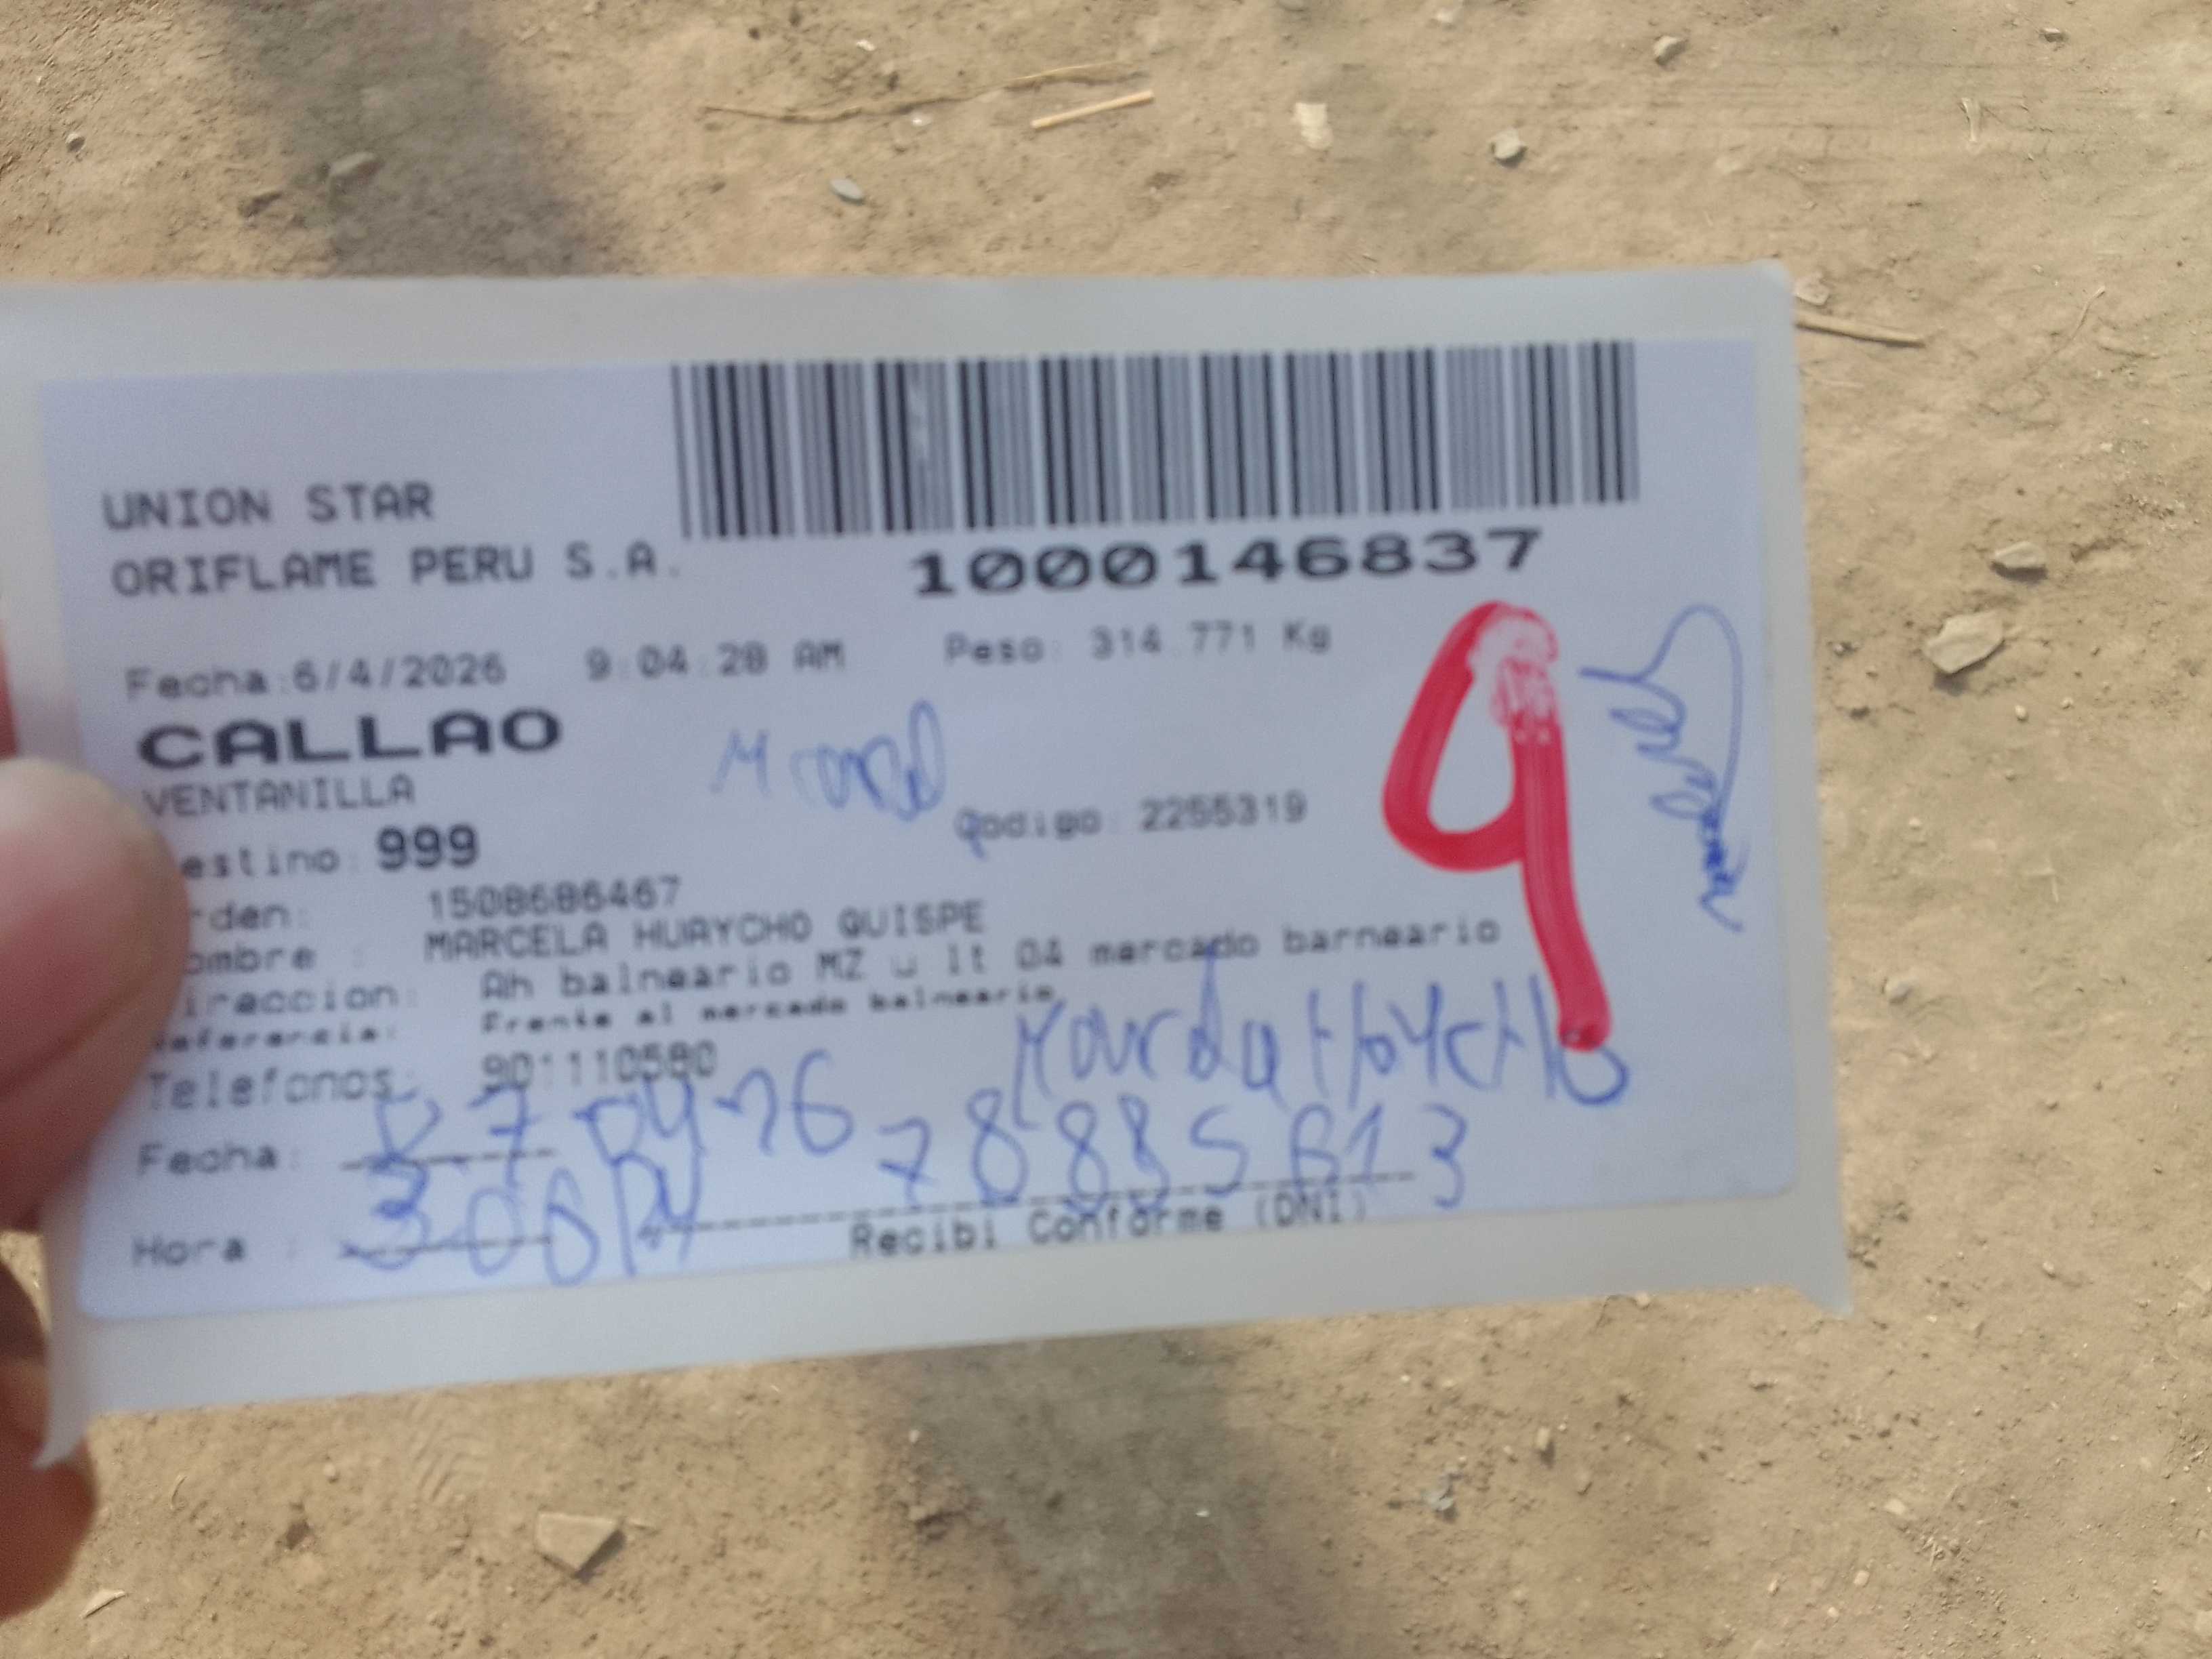 UNION STAR
ORIFLAME PERU S.A.
1000146837
Fecha:6/4/2026 9:04:28 AM Peso: 314.771 Kg
CALLAO
VENTANILLA
Codigo: 2255319
estino: 999
rden: 1508686467
ombre : MARCELA HUAYCHO QUISPE
ireccion: Ah balneario MZ u lt 04 mercado barneario
eferencia: Frente al mercado balneario
Telefonos: 901110580
Fecha:
Hora : 306PM
Recibi Conforme (DNI)
9